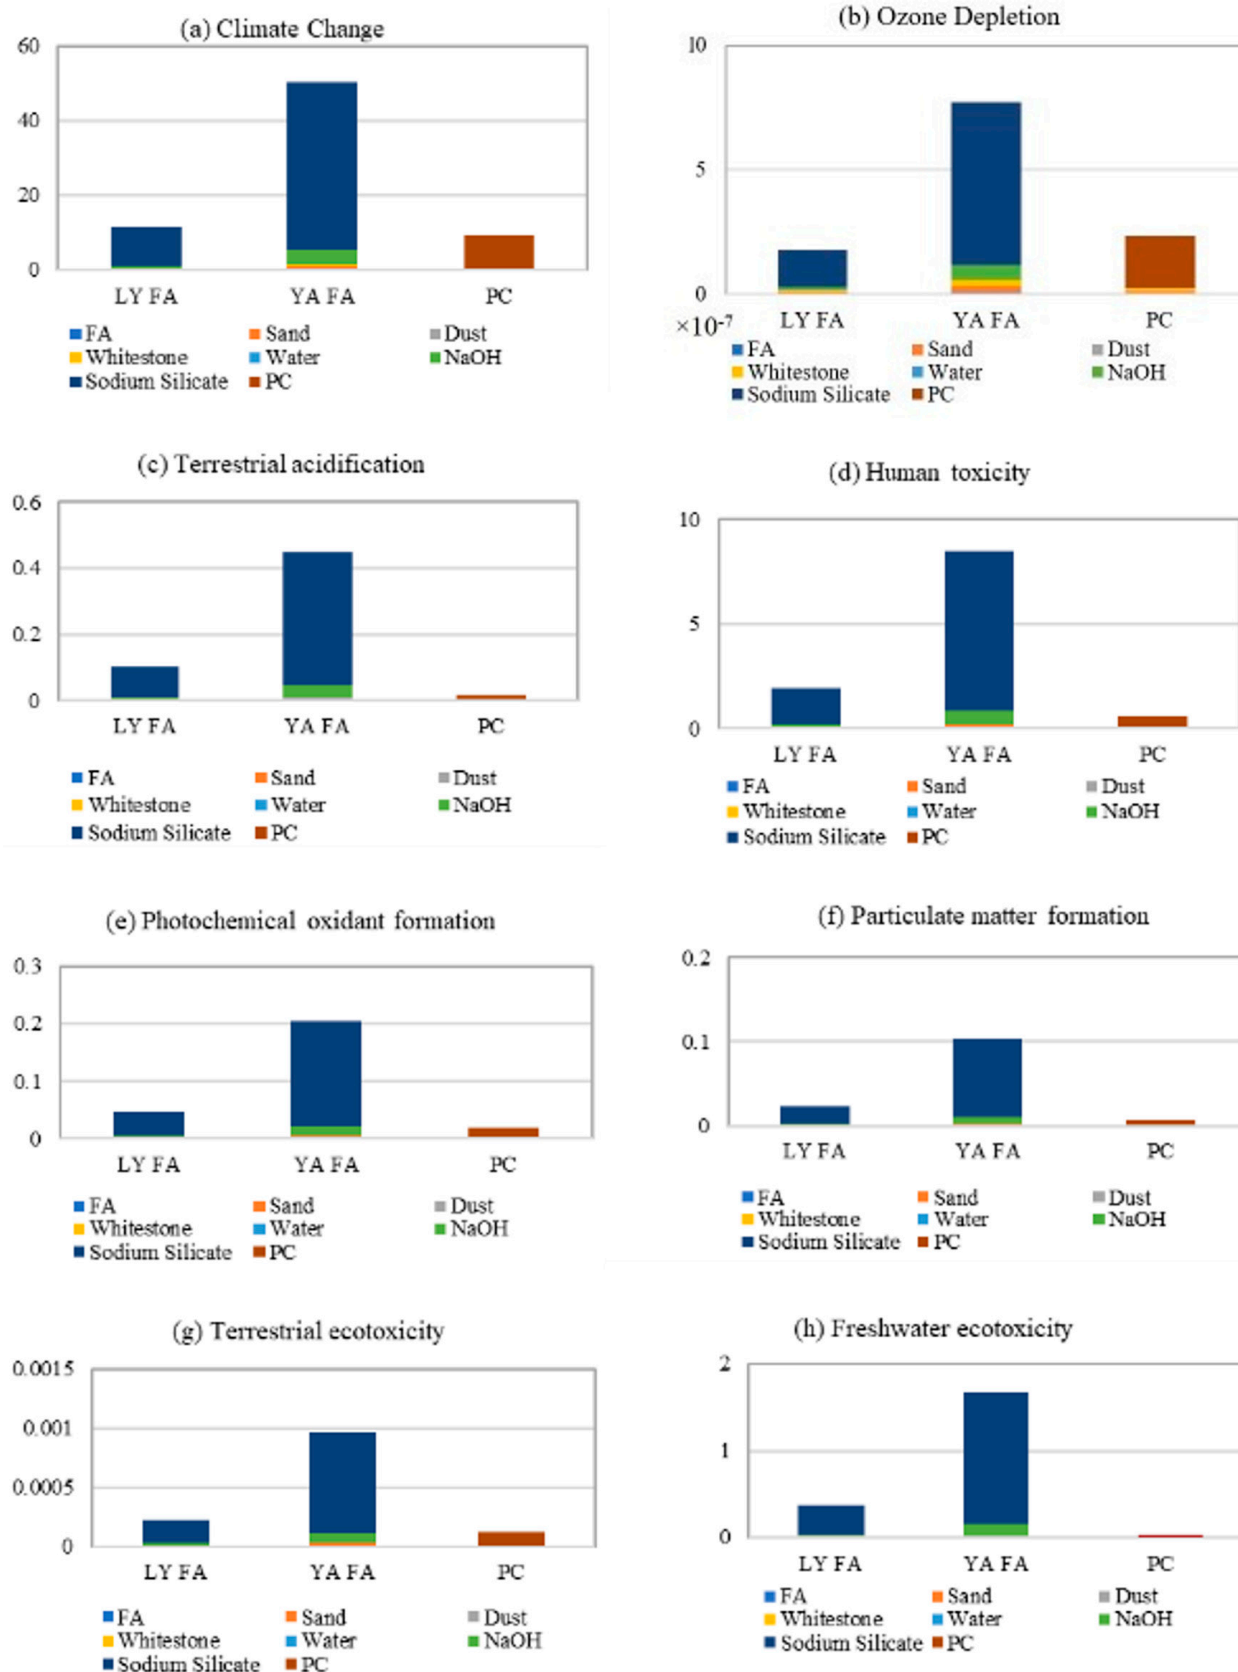 (a) Climate Change
60
40
20
0
LY FA YA FA PC
FA Sand Dust
Whitestone Water NaOH
Sodium Silicate PC
(b) Ozone Depletion
10
5
0
×10-7
LY FA YA FA PC
FA Sand Dust
Whitestone Water NaOH
Sodium Silicate PC
(c) Terrestrial acidification
0.6
0.4
0.2
0
LY FA YA FA PC
FA Sand Dust
Whitestone Water NaOH
Sodium Silicate PC
(d) Human toxicity
10
5
0
LY FA YA FA PC
FA Sand Dust
Whitestone Water NaOH
Sodium Silicate PC
(e) Photochemical oxidant formation
0.3
0.2
0.1
0
LY FA YA FA PC
FA Sand Dust
Whitestone Water NaOH
Sodium Silicate PC
(f) Particulate matter formation
0.2
0.1
0
LY FA YA FA PC
FA Sand Dust
Whitestone Water NaOH
Sodium Silicate PC
(g) Terrestrial ecotoxicity
0.0015
0.001
0.0005
0
LY FA YA FA PC
FA Sand Dust
Whitestone Water NaOH
Sodium Silicate PC
(h) Freshwater ecotoxicity
2
1
0
LY FA YA FA PC
FA Sand Dust
Whitestone Water NaOH
Sodium Silicate PC